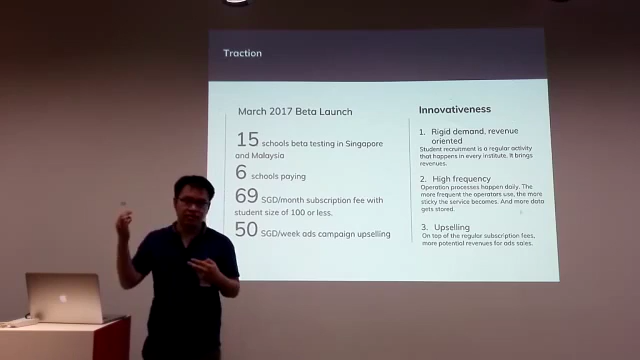 Traction
March 2017 Beta Launch
15 schools beta testing in Singapore
and Malaysia
6 schools paying
69 SGD/month subscription fee with
student size of 100 or less.
50 SGD/week ads campaign upselling
Innovativeness
1. Rigid demand, revenue
oriented
Student recruitment is a regular activity
that happens in every institute. It brings
revenues.
2. High frequency
Operation processes happen daily. The
more frequent the operators use, the more
sticky the service becomes. And more data
gets stored.
3. Upselling
On top of the regular subscription fees,
more potential revenues for ads sales.